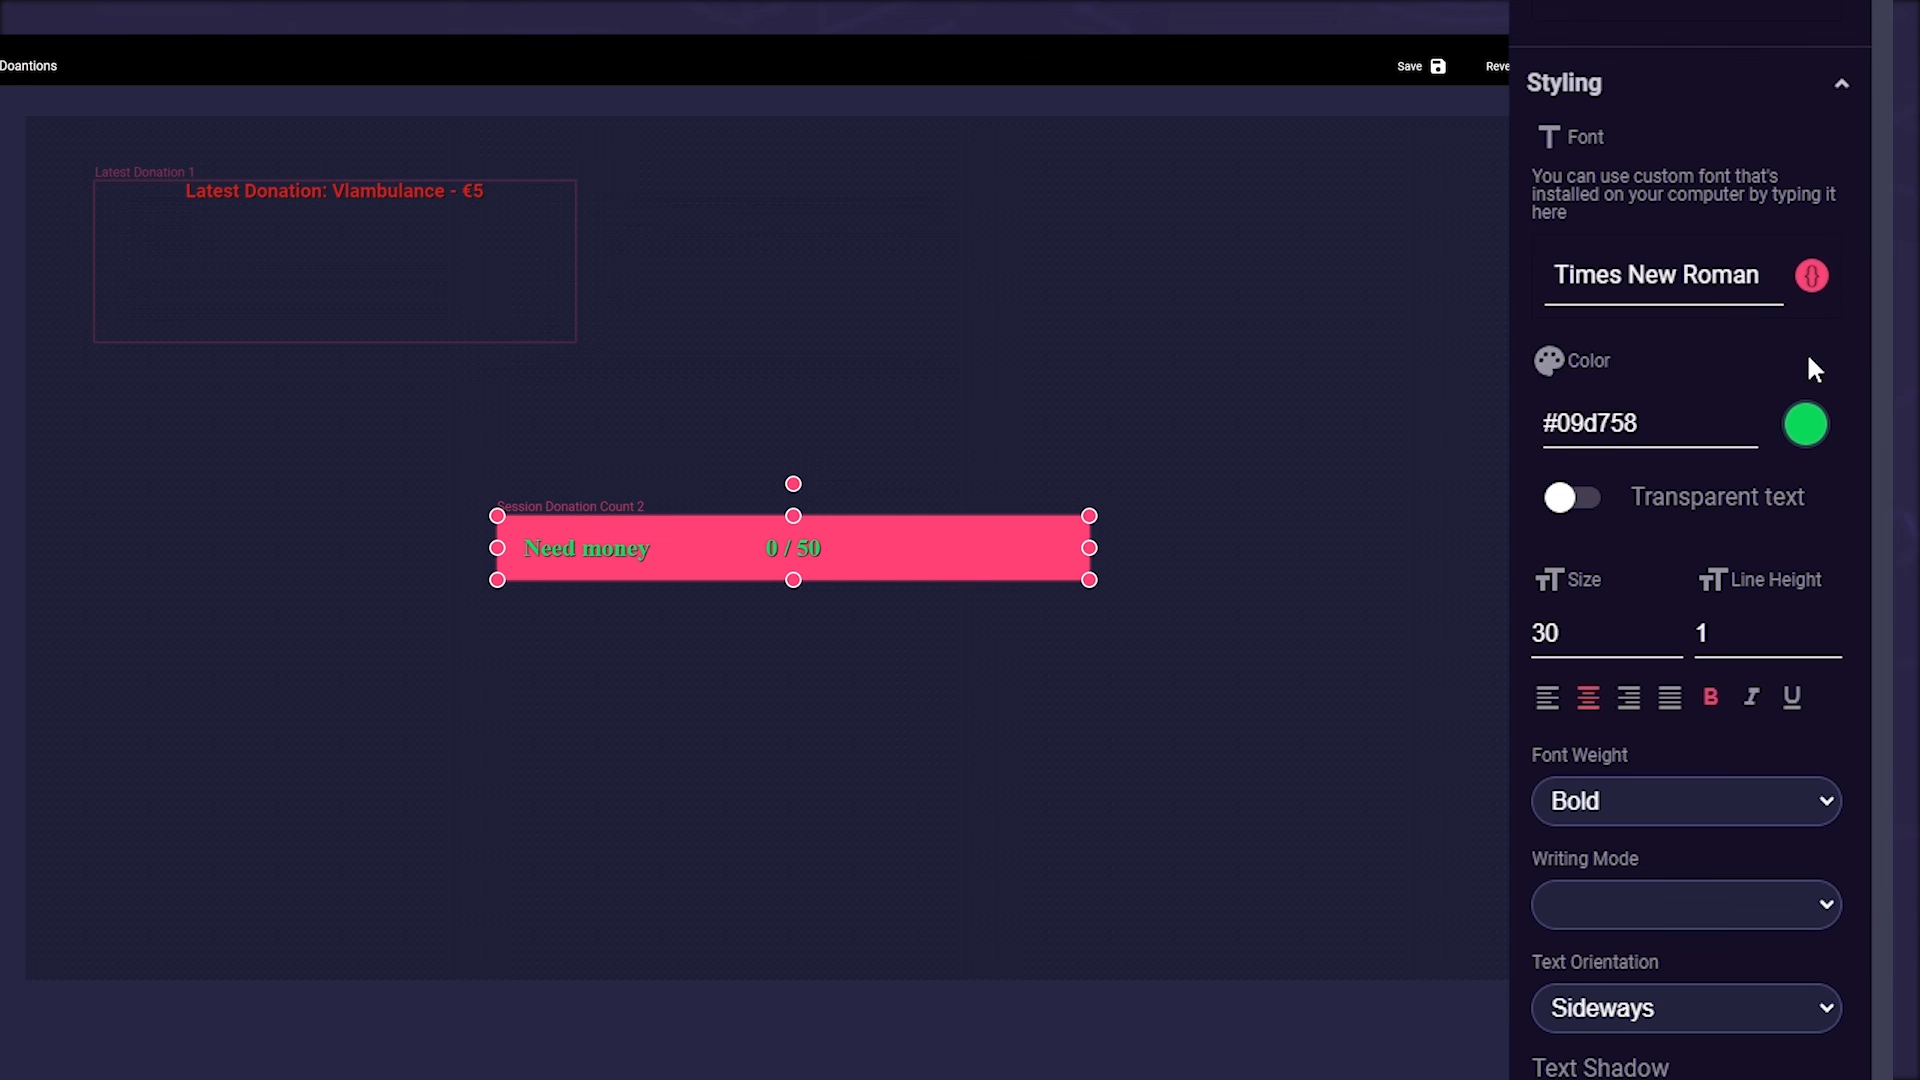 Doantions
Save
Reve
Latest Donation 1
Latest Donation: Vlambulance - €5
Session Donation Count 2
Need money
0 / 50
Styling
Font
You can use custom font that's
installed on your computer by typing it
here
Times New Roman
{}
Color
#09d758
Transparent text
Size
Line Height
30
1
B I U
Font Weight
Bold
Writing Mode
Text Orientation
Sideways
Text Shadow